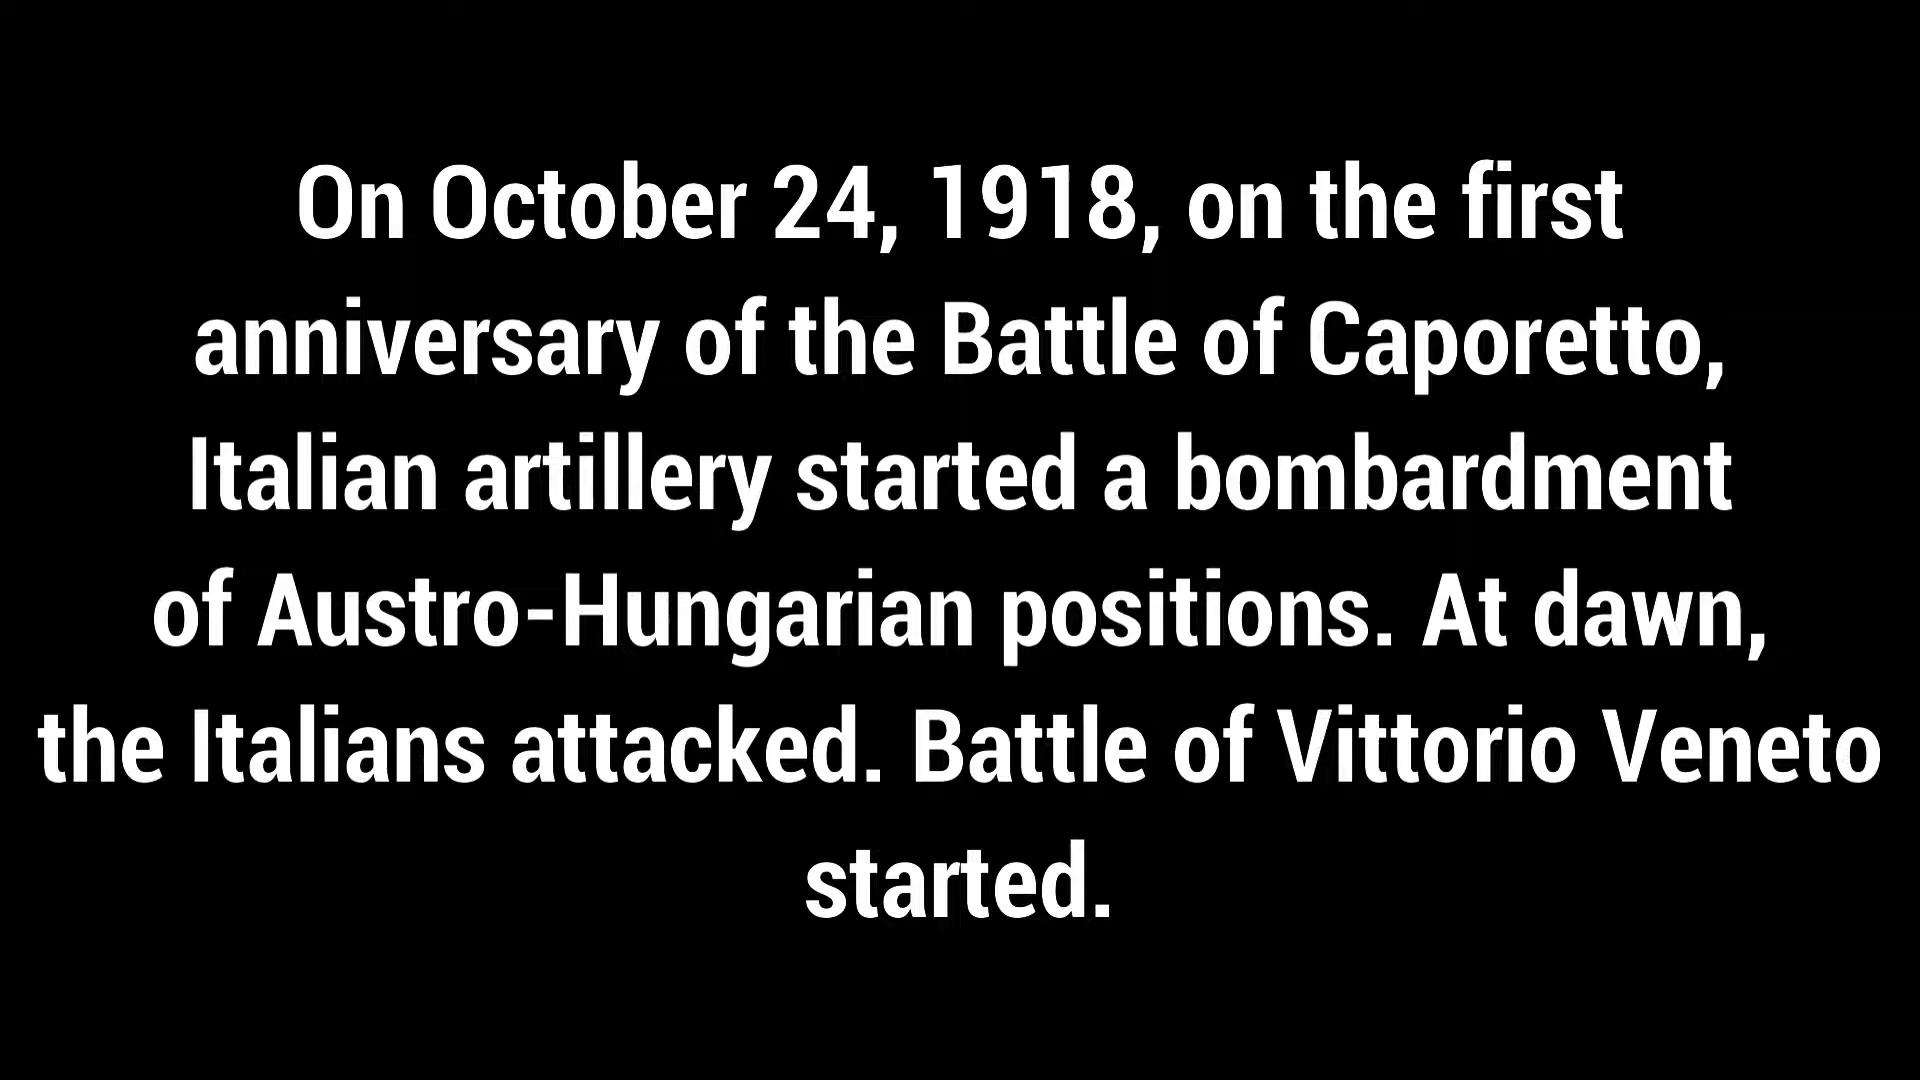 On October 24, 1918, on the first
anniversary of the Battle of Caporetto,
Italian artillery started a bombardment
of Austro-Hungarian positions. At dawn,
the Italians attacked. Battle of Vittorio Veneto
started.